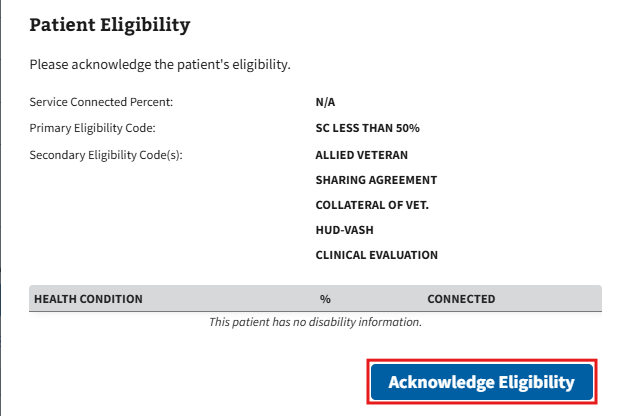 Patient Eligibility
Please acknowledge the patient's eligibility.
Service Connected Percent: N/A
Primary Eligibility Code: SC LESS THAN 50%
Secondary Eligibility Code(s): ALLIED VETERAN
SHARING AGREEMENT
COLLATERAL OF VET.
HUD-VASH
CLINICAL EVALUATION
HEALTH CONDITION % CONNECTED
This patient has no disability information.
Acknowledge Eligibility